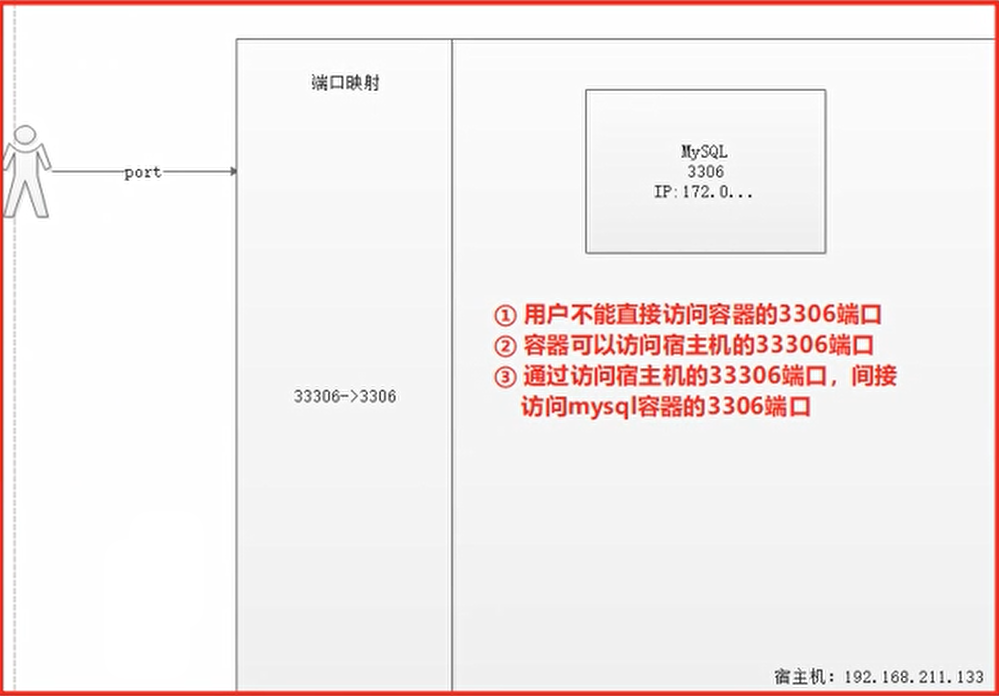 端口映射
port
MySQL
3306
IP:172.0...
① 用户不能直接访问容器的3306端口
② 容器可以访问宿主机的33306端口
③ 通过访问宿主机的33306端口，间接
访问mysql容器的3306端口
33306->3306
宿主机：192.168.211.133